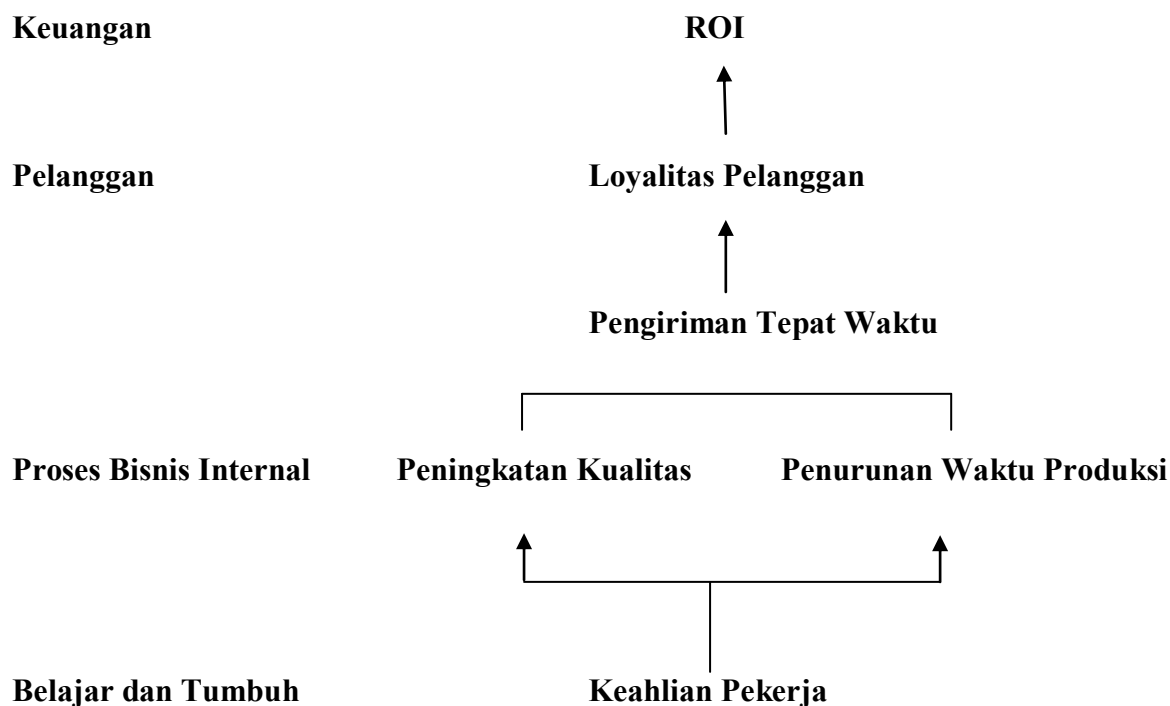 Keuangan ROI
Pelanggan Loyalitas Pelanggan
Pengiriman Tepat Waktu
Proses Bisnis Internal Peningkatan Kualitas Penurunan Waktu Produksi
Belajar dan Tumbuh Keahlian Pekerja